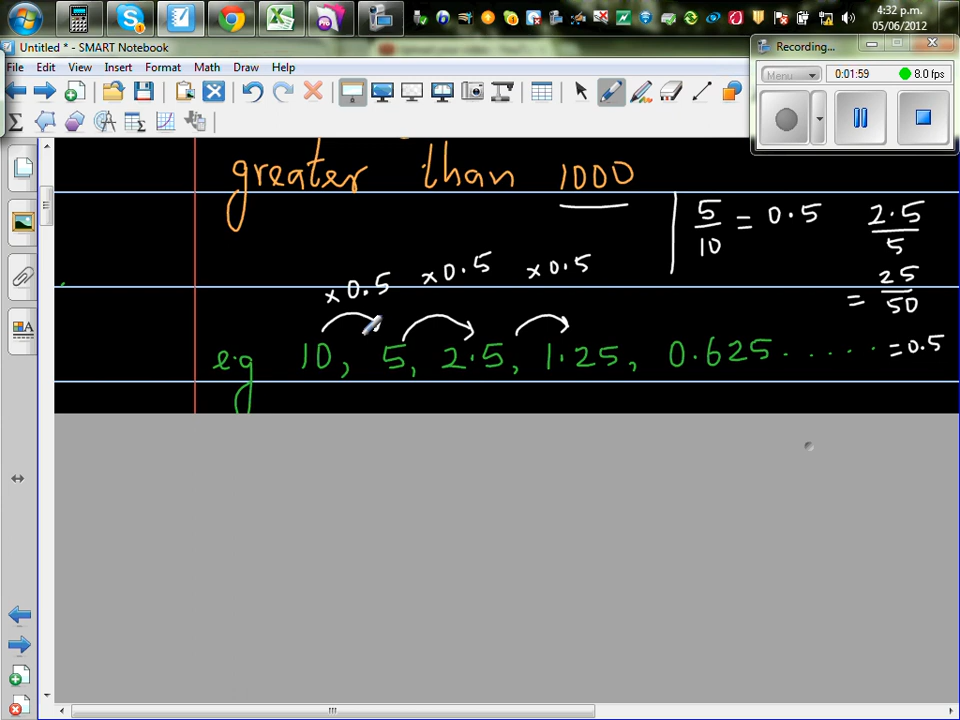 4:32 p.m.
05/06/2012
Untitled * - SMART Notebook
Recording...
File Edit View Insert Format Math Draw Help
Menu
0:01:59
8.0 fps
greater than 1000
5/10 = 0.5
2.5/5
= 25/50
= 0.5
×0.5 ×0.5 ×0.5
e.g 10, 5, 2.5, 1.25, 0.625......